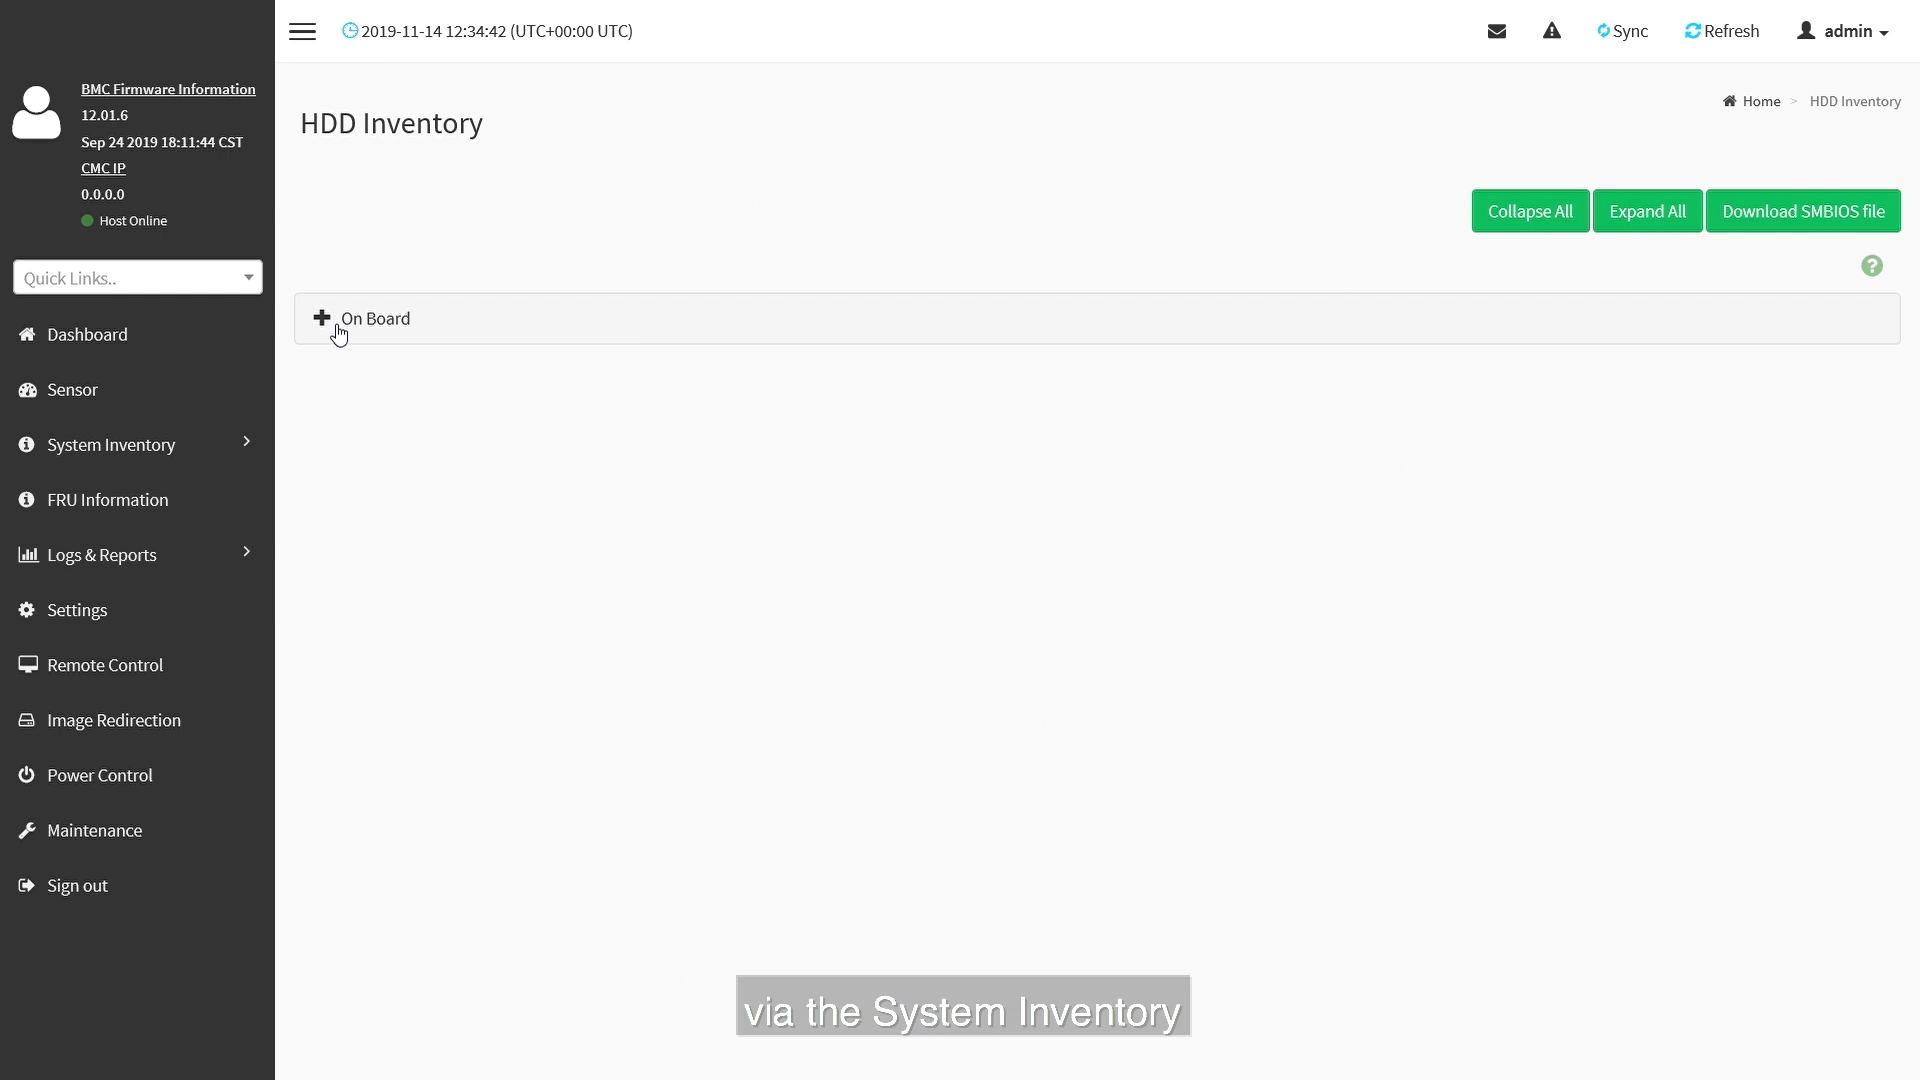 2019-11-14 12:34:42 (UTC+00:00 UTC)
Sync
Refresh
admin
BMC Firmware Information
12.01.6
Sep 24 2019 18:11:44 CST
CMC IP
0.0.0.0
Host Online
Quick Links..
Dashboard
Sensor
System Inventory
FRU Information
Logs & Reports
Settings
Remote Control
Image Redirection
Power Control
Maintenance
Sign out
HDD Inventory
Home > HDD Inventory
Collapse All
Expand All
Download SMBIOS file
?
On Board
via the System Inventory